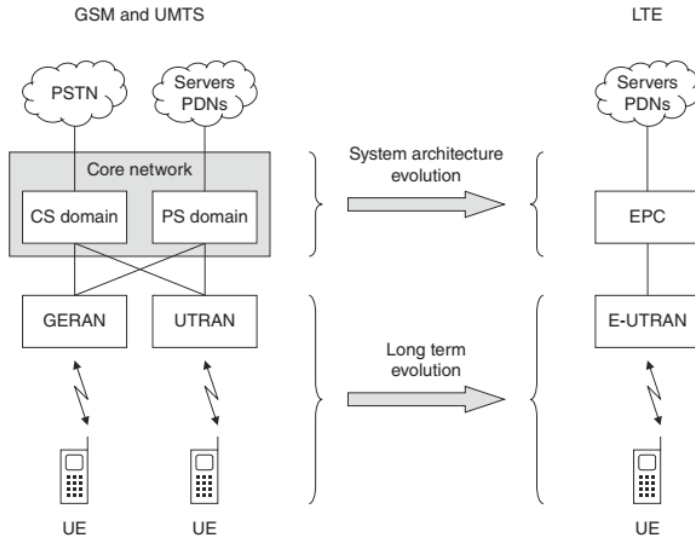 GSM and UMTS
LTE
PSTN
Servers
PDNs
Servers
PDNs
Core network
System architecture
evolution
CS domain
PS domain
EPC
GERAN
UTRAN
E-UTRAN
Long term
evolution
UE
UE
UE